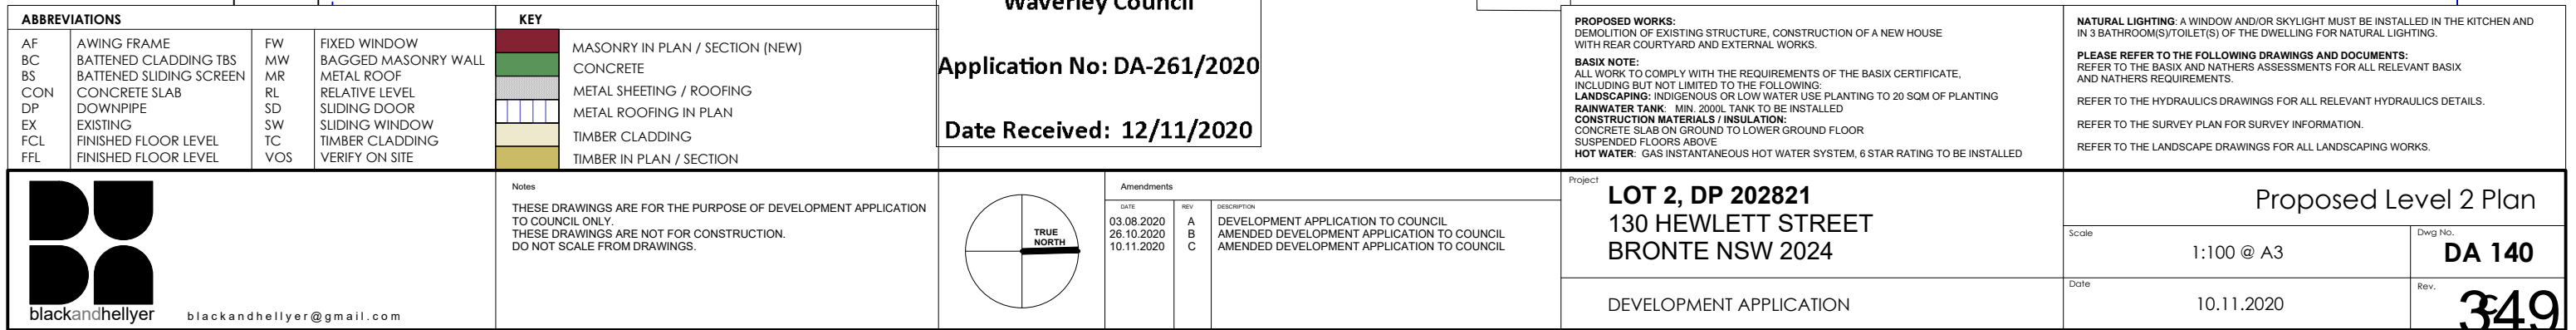 ABBREVIATIONS
AF AWING FRAME FW FIXED WINDOW
BC BATTENED CLADDING TBS MW BAGGED MASONRY WALL
BS BATTENED SLIDING SCREEN MR METAL ROOF
CON CONCRETE SLAB RL RELATIVE LEVEL
DP DOWNPIPE SD SLIDING DOOR
EX EXISTING SW SLIDING WINDOW
FCL FINISHED FLOOR LEVEL TC TIMBER CLADDING
FFL FINISHED FLOOR LEVEL VOS VERIFY ON SITE
KEY
MASONRY IN PLAN / SECTION (NEW)
CONCRETE
METAL SHEETING / ROOFING
METAL ROOFING IN PLAN
TIMBER CLADDING
TIMBER IN PLAN / SECTION
Waverley Council
Application No: DA-261/2020
Date Received: 12/11/2020
PROPOSED WORKS:
DEMOLITION OF EXISTING STRUCTURE, CONSTRUCTION OF A NEW HOUSE
WITH REAR COURTYARD AND EXTERNAL WORKS.
BASIX NOTE:
ALL WORK TO COMPLY WITH THE REQUIREMENTS OF THE BASIX CERTIFICATE,
INCLUDING BUT NOT LIMITED TO THE FOLLOWING:
LANDSCAPING: INDIGENOUS OR LOW WATER USE PLANTING TO 20 SQM OF PLANTING
RAINWATER TANK: MIN. 2000L TANK TO BE INSTALLED
CONSTRUCTION MATERIALS / INSULATION:
CONCRETE SLAB ON GROUND TO LOWER GROUND FLOOR
SUSPENDED FLOORS ABOVE
HOT WATER: GAS INSTANTANEOUS HOT WATER SYSTEM, 6 STAR RATING TO BE INSTALLED
NATURAL LIGHTING: A WINDOW AND/OR SKYLIGHT MUST BE INSTALLED IN THE KITCHEN AND
IN 3 BATHROOM(S)/TOILET(S) OF THE DWELLING FOR NATURAL LIGHTING.
PLEASE REFER TO THE FOLLOWING DRAWINGS AND DOCUMENTS:
REFER TO THE BASIX AND NATHERS ASSESSMENTS FOR ALL RELEVANT BASIX
AND NATHERS REQUIREMENTS.
REFER TO THE HYDRAULICS DRAWINGS FOR ALL RELEVANT HYDRAULICS DETAILS.
REFER TO THE SURVEY PLAN FOR SURVEY INFORMATION.
REFER TO THE LANDSCAPE DRAWINGS FOR ALL LANDSCAPING WORKS.
blackandhellyer
blackandhellyer@gmail.com
Notes
THESE DRAWINGS ARE FOR THE PURPOSE OF DEVELOPMENT APPLICATION
TO COUNCIL ONLY.
THESE DRAWINGS ARE NOT FOR CONSTRUCTION.
DO NOT SCALE FROM DRAWINGS.
TRUE
NORTH
Amendments
DATE REV DESCRIPTION
03.08.2020 A DEVELOPMENT APPLICATION TO COUNCIL
26.10.2020 B AMENDED DEVELOPMENT APPLICATION TO COUNCIL
10.11.2020 C AMENDED DEVELOPMENT APPLICATION TO COUNCIL
Project
LOT 2, DP 202821
130 HEWLETT STREET
BRONTE NSW 2024
DEVELOPMENT APPLICATION
Proposed Level 2 Plan
Scale
1:100 @ A3
Dwg No.
DA 140
Date
10.11.2020
Rev.
C
349